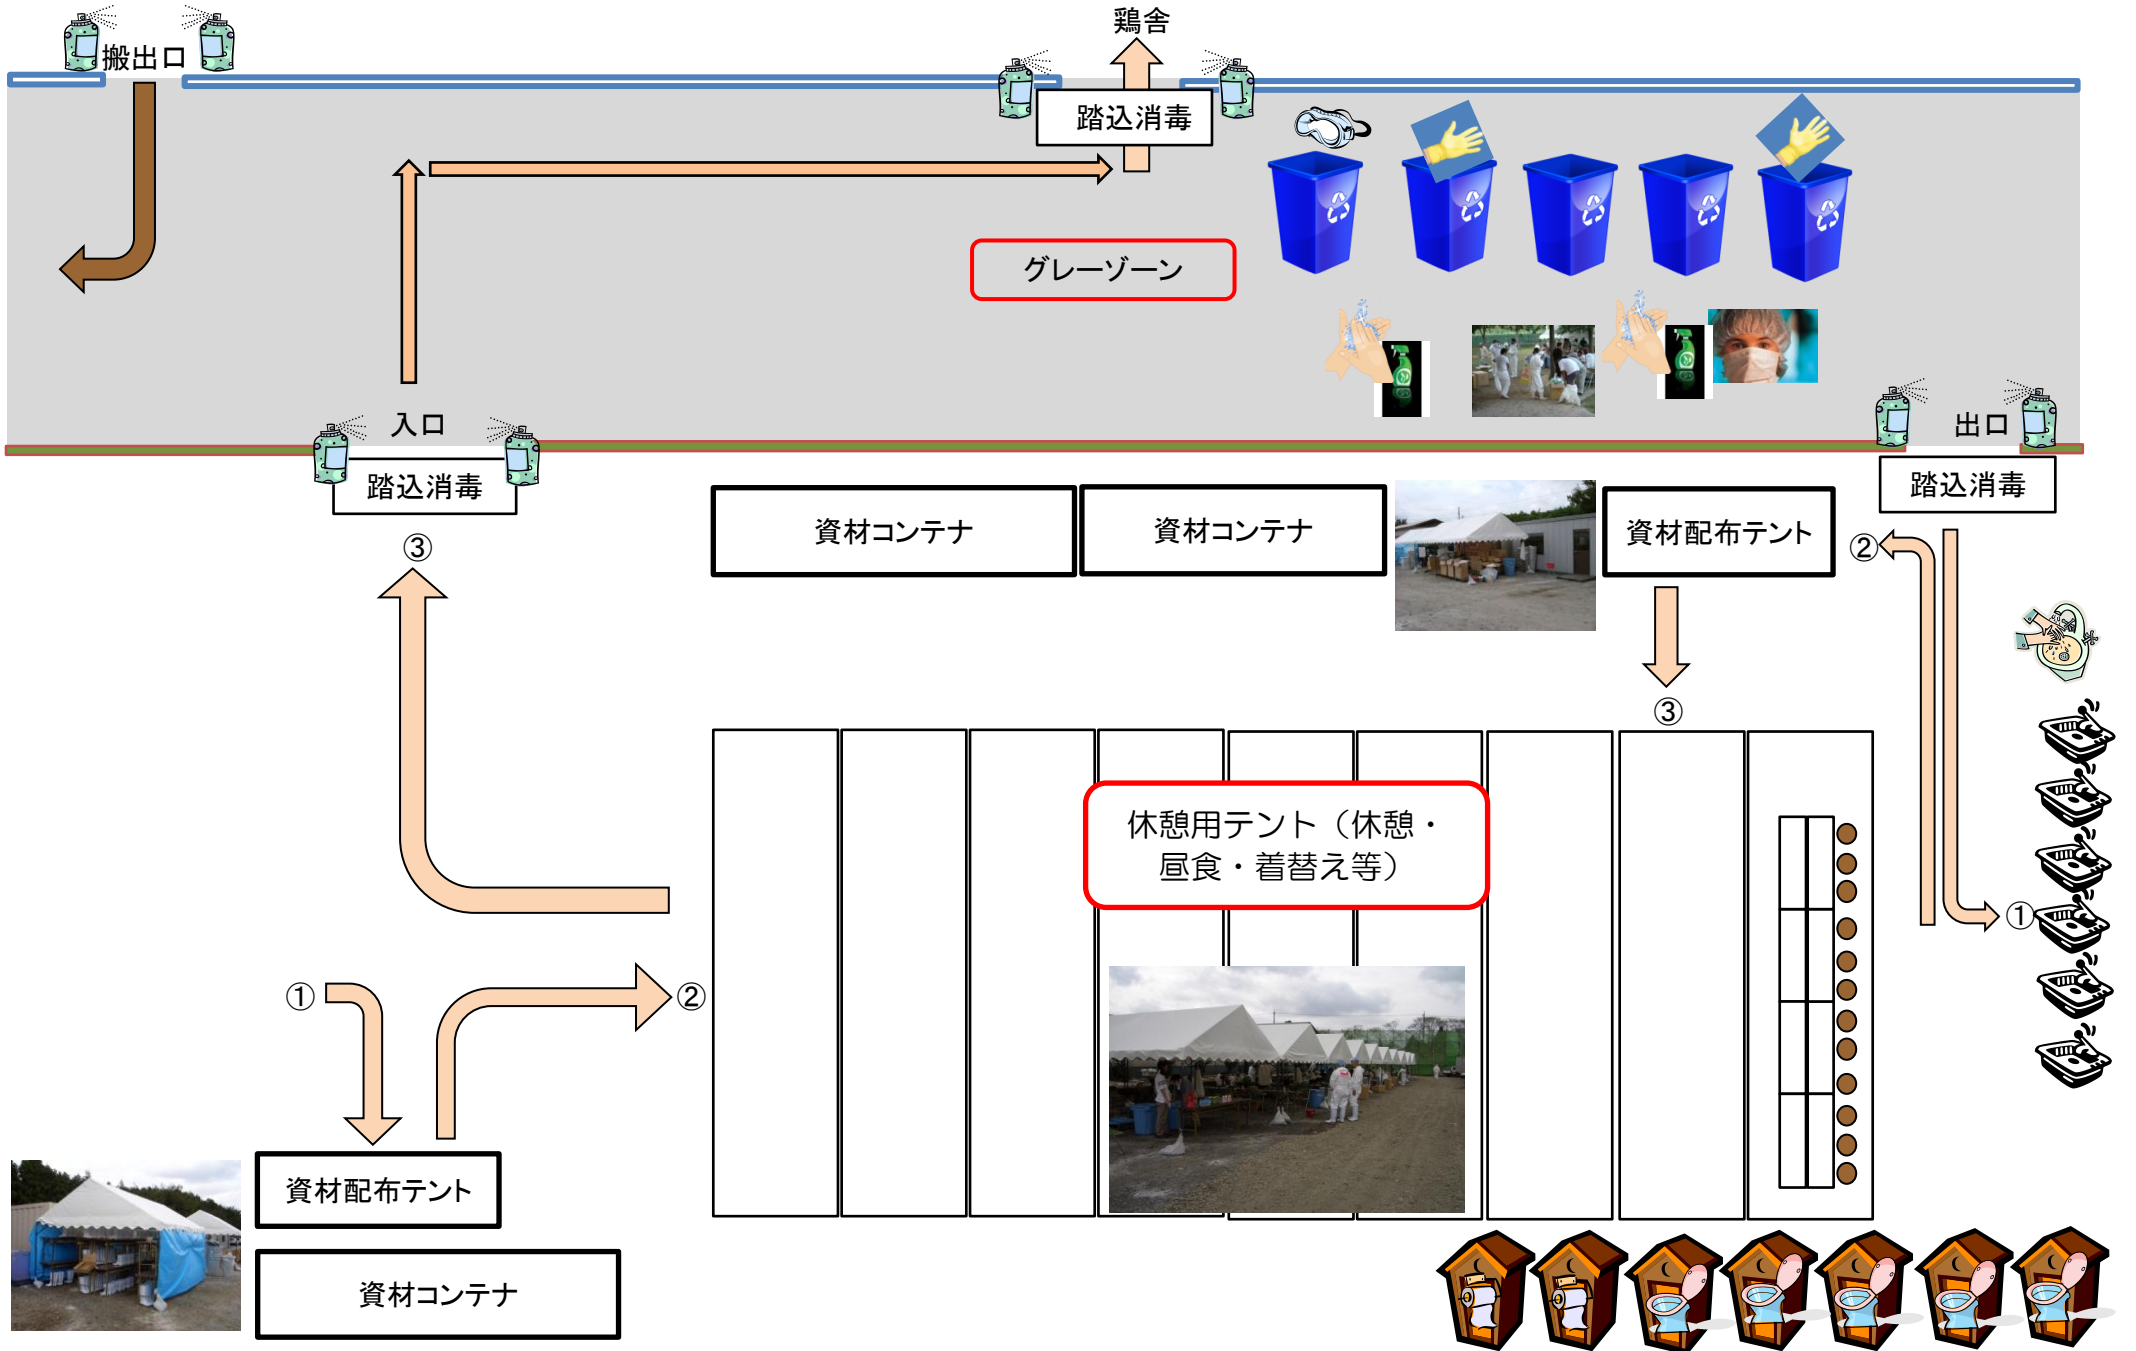 鶏舎
搬出口
踏込消毒
グレーゾーン
入口
出口
踏込消毒
踏込消毒
資材コンテナ
資材コンテナ
資材配布テント
③
②
③
休憩用テント（休憩・
昼食・着替え等）
①
①
②
資材配布テント
資材コンテナ